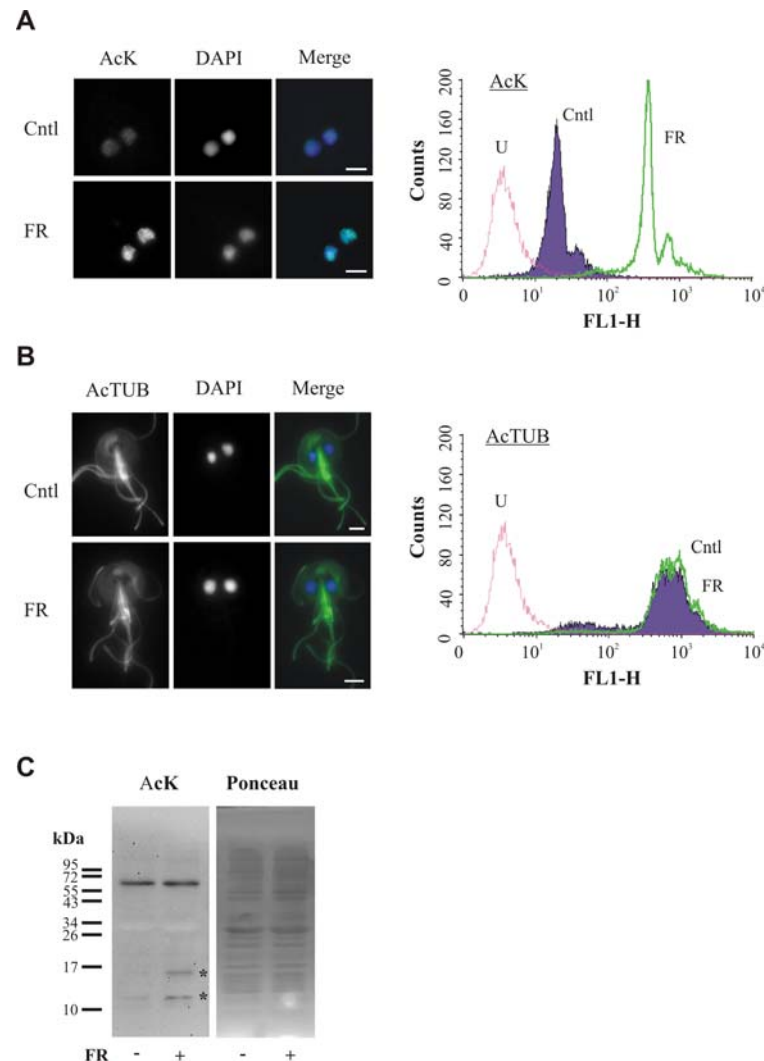 A
AcK DAPI Merge
Cntl
FR
AcK
U
Cntl
FR
Counts
0 40 80 120 160 200
0 10¹ 10² 10³ 10⁴
FL1-H
B
AcTUB DAPI Merge
Cntl
FR
AcTUB
U
Cntl
FR
Counts
0 40 80 120 160 200
0 10¹ 10² 10³ 10⁴
FL1-H
C
AcK Ponceau
kDa
95
72
55
43
34
26
17
*
*
10
FR - + - +